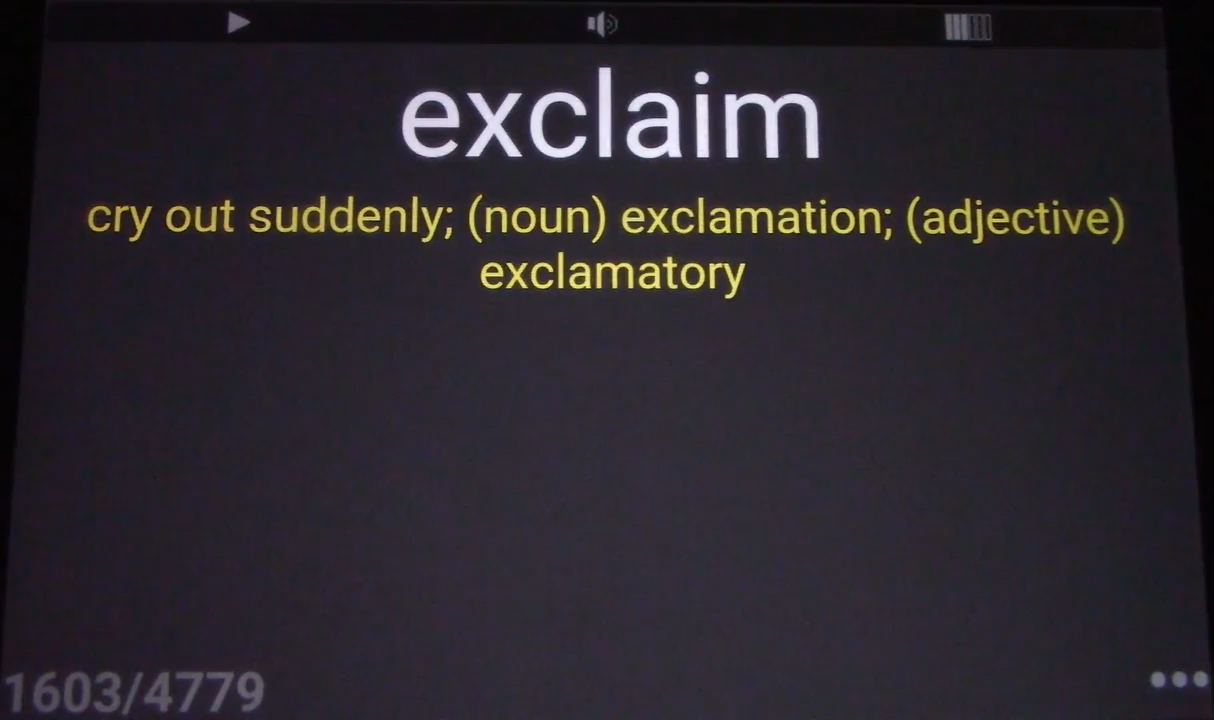 exclaim
cry out suddenly; (noun) exclamation; (adjective)
exclamatory
1603/4779